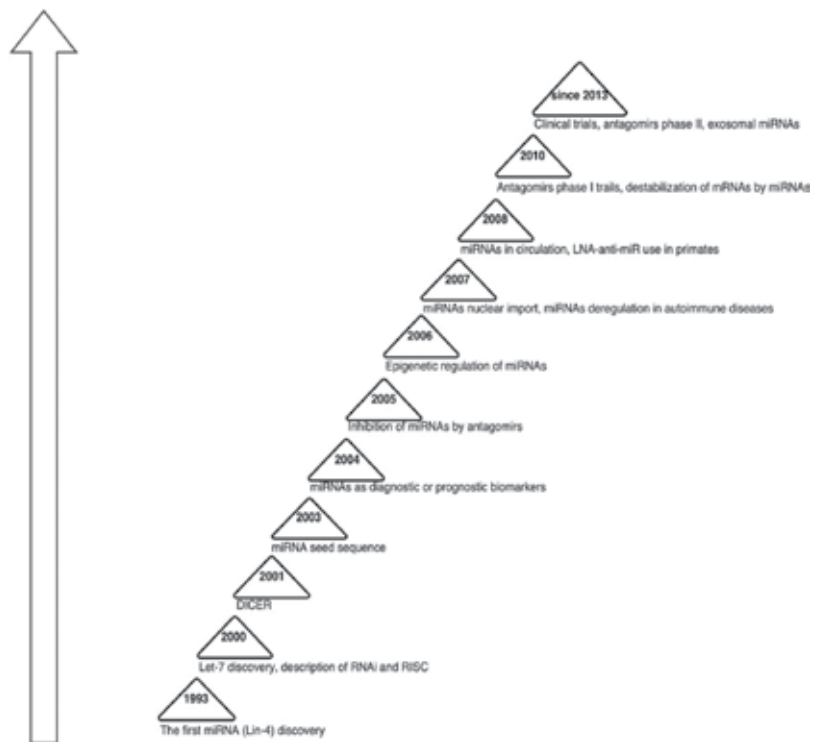 since 2013
Clinical trials, antagomirs phase II, exosomal miRNAs
2010
Antagomirs phase I trails, destabilization of mRNAs by miRNAs
2008
miRNAs in circulation, LNA-anti-miR use in primates
2007
miRNAs nuclear import, miRNAs deregulation in autoimmune diseases
2006
Epigenetic regulation of miRNAs
2005
Inhibition of miRNAs by antagomirs
2004
miRNAs as diagnostic or prognostic biomarkers
2003
miRNA seed sequence
2001
DICER
2000
Let-7 discovery, description of RNAi and RISC
1993
The first miRNA (Lin-4) discovery